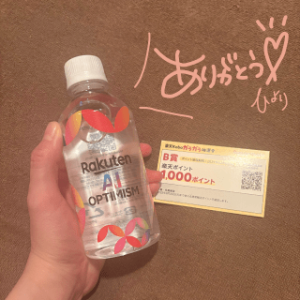 ありがとう♡
ひより
Rakuten
AI
OPTIMISM
B賞
楽天ポイント
1,000ポイント